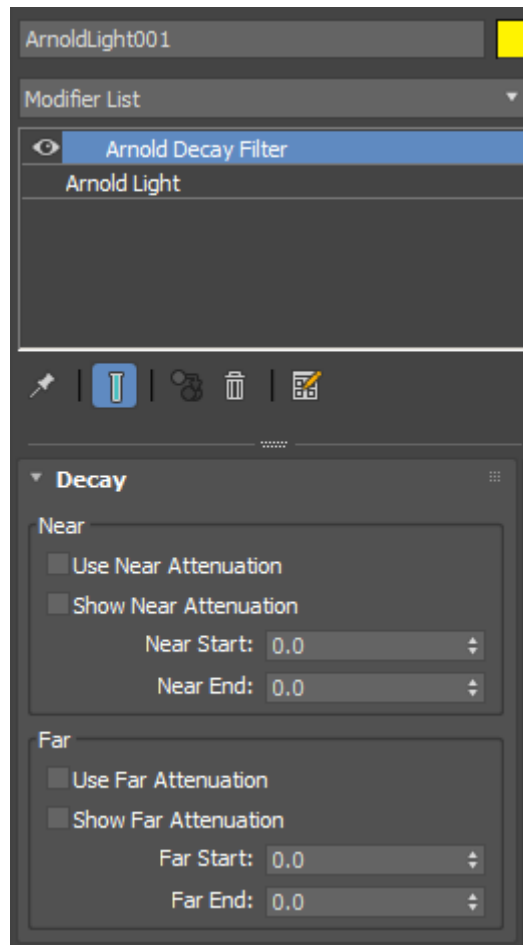 ArnoldLight001
Modifier List
Arnold Decay Filter
Arnold Light
Decay
Near
Use Near Attenuation
Show Near Attenuation
Near Start: 0.0
Near End: 0.0
Far
Use Far Attenuation
Show Far Attenuation
Far Start: 0.0
Far End: 0.0